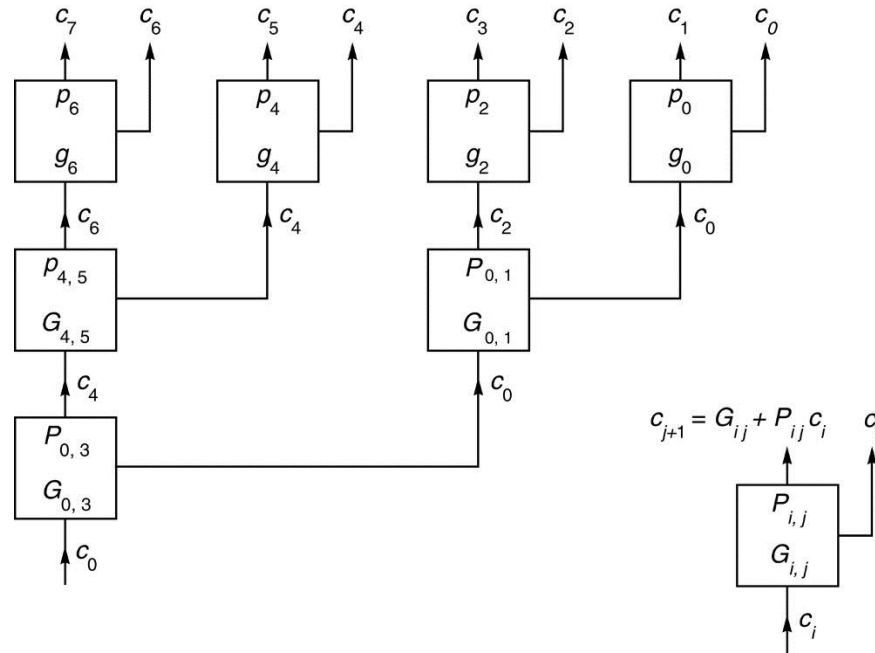 c7 c6 c5 c4 c3 c2 c1 c0
p6 p4 p2 p0
g6 g4 g2 g0
c6 c4 c2 c0
p4, 5 P0, 1
G4, 5 G0, 1
c4 c0
P0, 3
G0, 3
c0
cj+1 = Gij + Pij ci c
Pi, j
Gi, j
ci